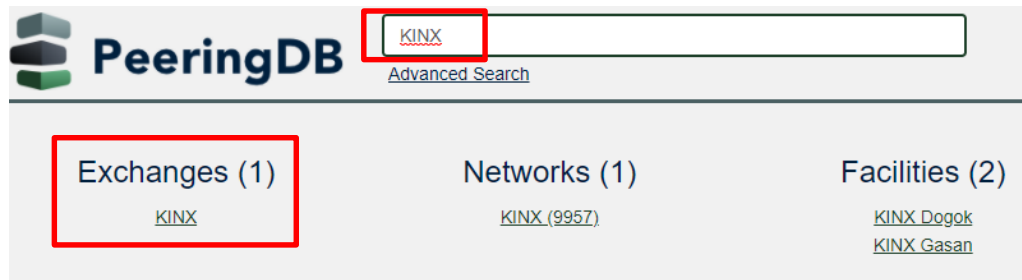 KINX
PeeringDB
Advanced Search
Exchanges (1)
KINX
Networks (1)
KINX (9957)
Facilities (2)
KINX Dogok
KINX Gasan